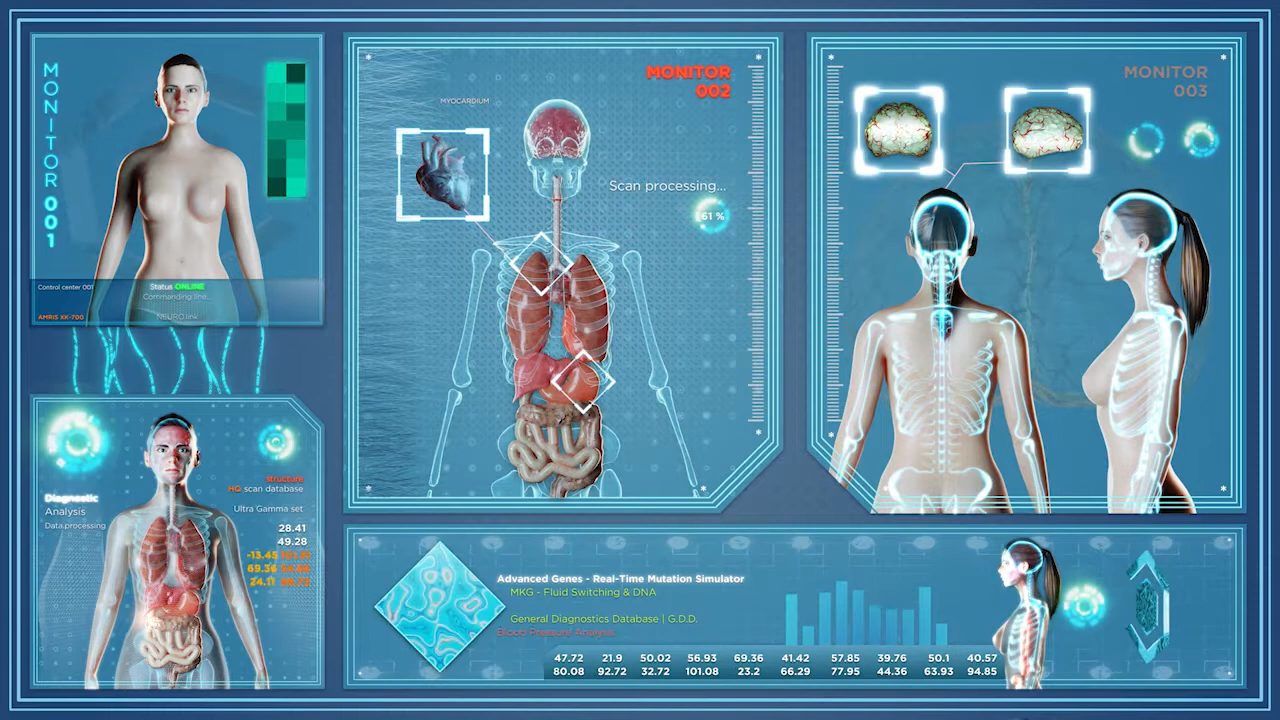 MONITOR 001
Control center 001
Status ONLINE
Commanding line...
AMRIS XK-700
NEURO link
Diagnostic
Analysis
Data processing
structure
HQ scan database
Ultra Gamma set
28.41
49.28
-13.45
69.36
24.11
MONITOR
002
MYOCARDIUM
Scan processing...
61 %
MONITOR
003
Advanced Genes - Real-Time Mutation Simulator
MKG - Fluid Switching & DNA
General Diagnostics Database | G.D.D.
Blood Pressure Analysis
47.72 21.9 50.02 56.93 69.36 41.42 57.85 39.76 50.1 40.57
80.08 92.72 32.72 101.08 23.2 66.29 77.95 44.36 63.93 94.85